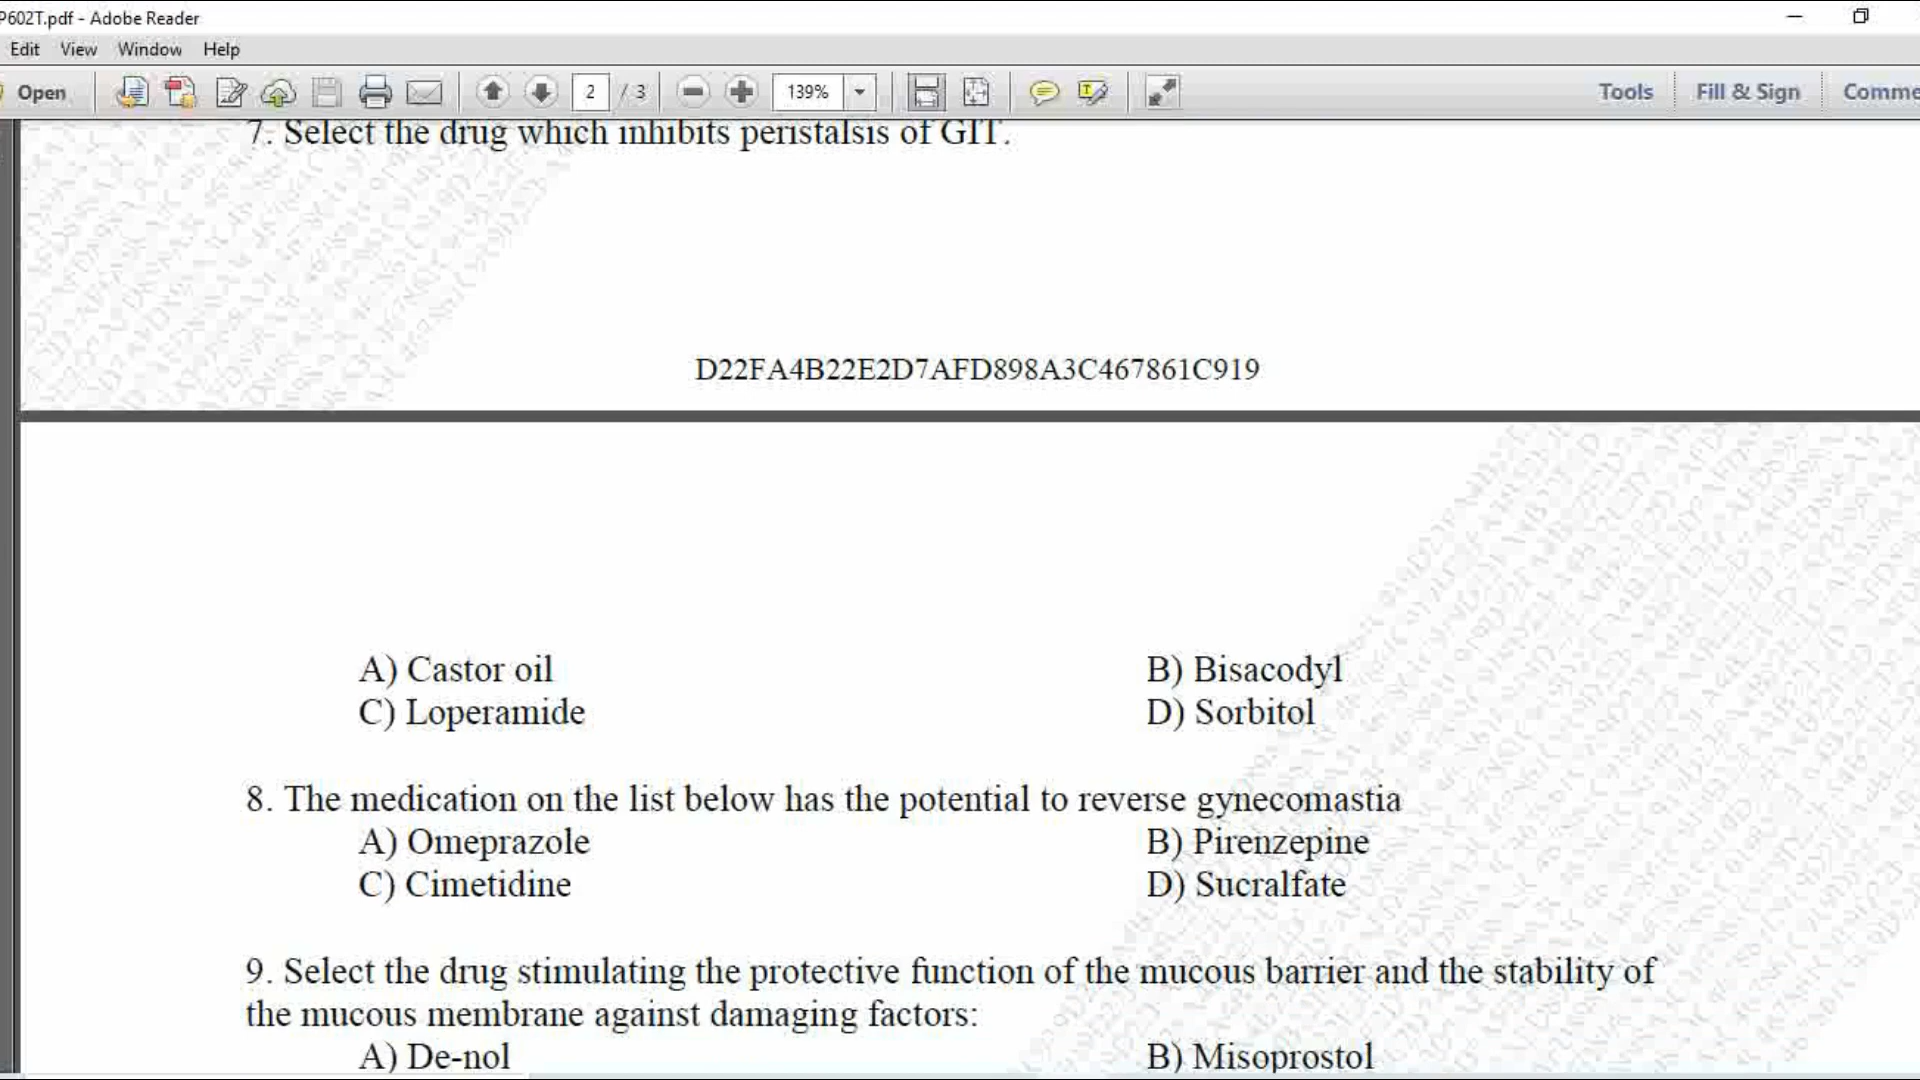 P602T.pdf - Adobe Reader
Edit View Window Help
Open 2 / 3 139% Tools Fill & Sign Comme
7. Select the drug which inhibits peristalsis of GIT.
D22FA4B22E2D7AFD898A3C467861C919
A) Castor oil B) Bisacodyl
C) Loperamide D) Sorbitol
8. The medication on the list below has the potential to reverse gynecomastia
A) Omeprazole B) Pirenzepine
C) Cimetidine D) Sucralfate
9. Select the drug stimulating the protective function of the mucous barrier and the stability of
the mucous membrane against damaging factors:
A) De-nol B) Misoprostol